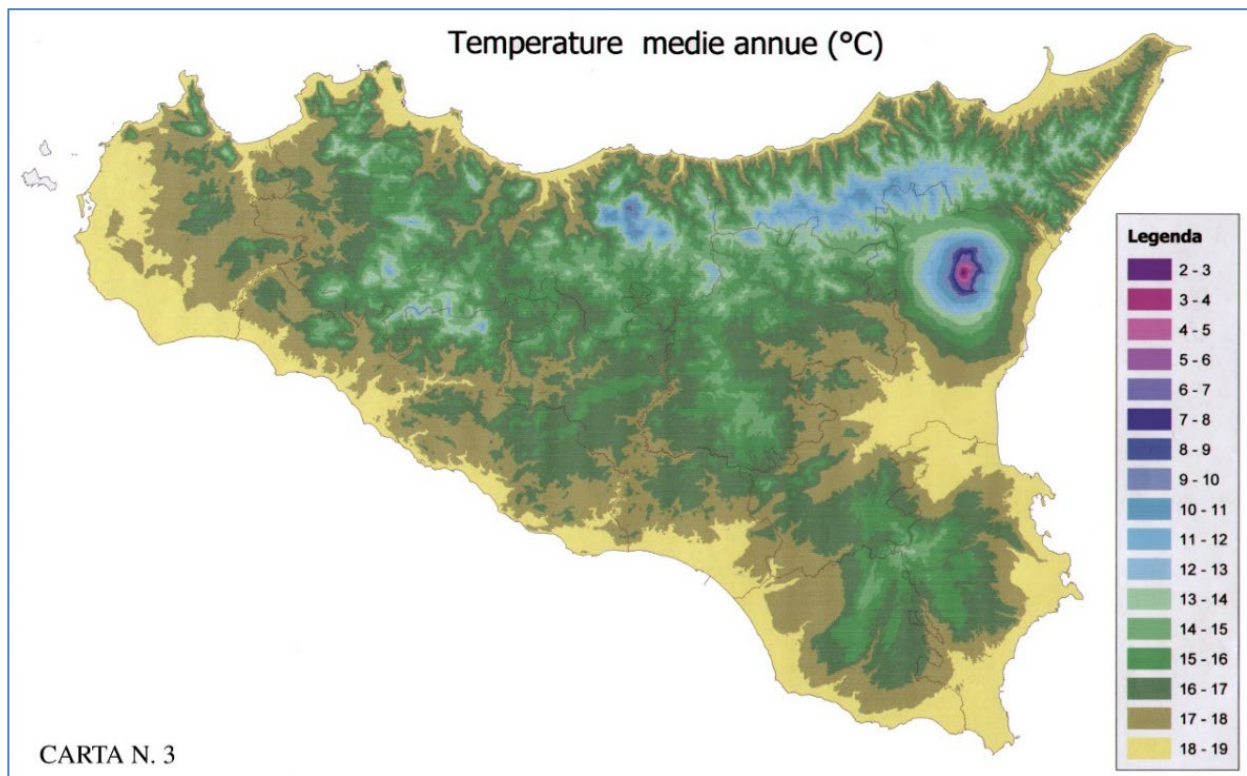 Temperature medie annue (°C)
Legenda
2 - 3
3 - 4
4 - 5
5 - 6
6 - 7
7 - 8
8 - 9
9 - 10
10 - 11
11 - 12
12 - 13
13 - 14
14 - 15
15 - 16
16 - 17
17 - 18
18 - 19
CARTA N. 3